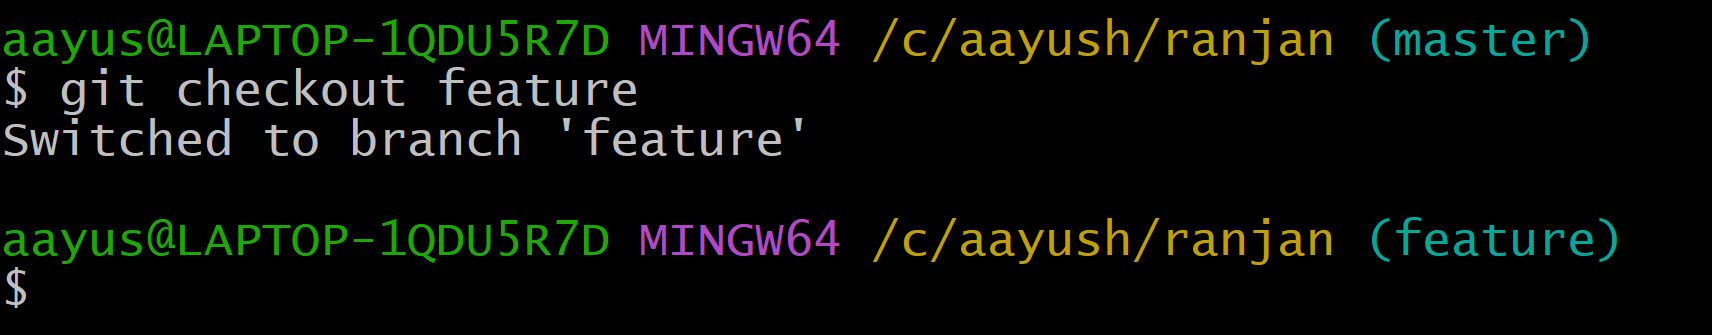 aayus@LAPTOP-1QDU5R7D MINGW64 /c/aayush/ranjan (master)
$ git checkout feature
Switched to branch 'feature'
aayus@LAPTOP-1QDU5R7D MINGW64 /c/aayush/ranjan (feature)
$